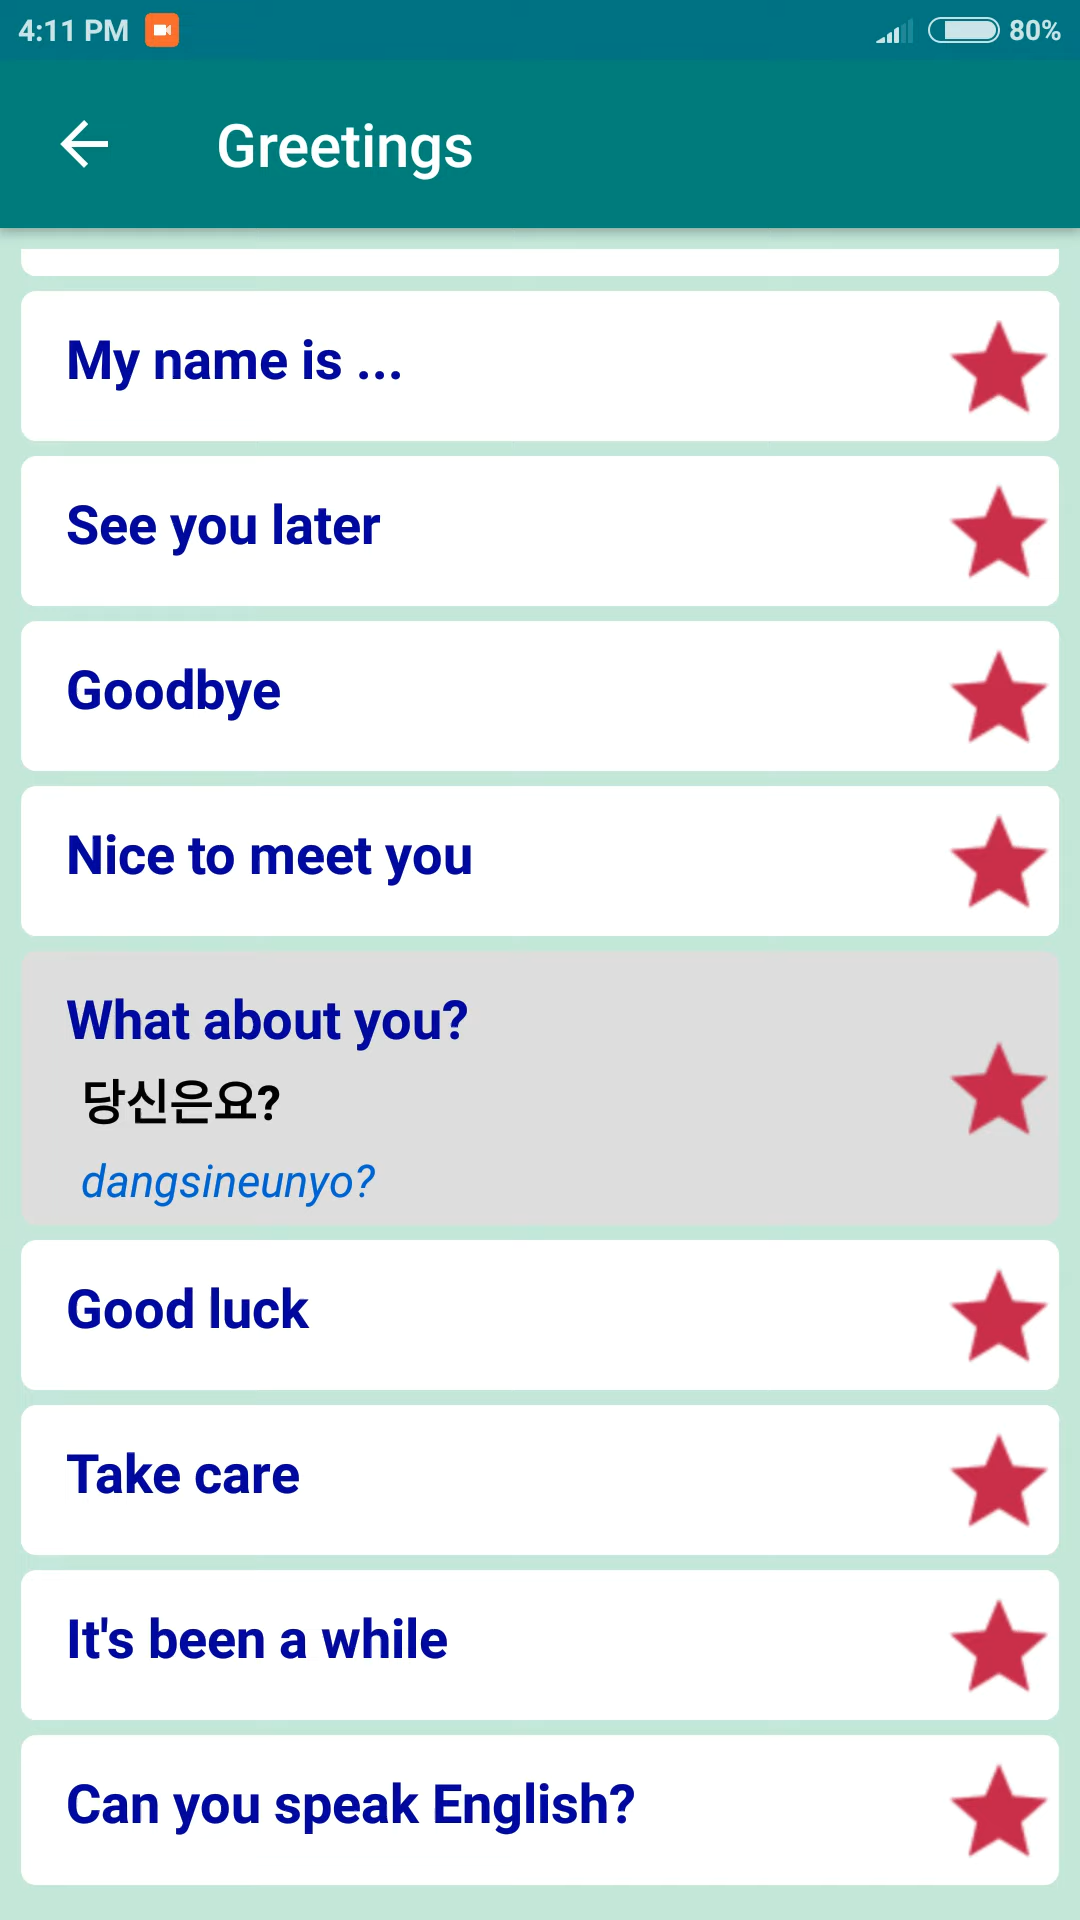 4:11 PM
80%
Greetings
My name is ...
See you later
Goodbye
Nice to meet you
What about you?
당신은요?
dangsineunyo?
Good luck
Take care
It's been a while
Can you speak English?